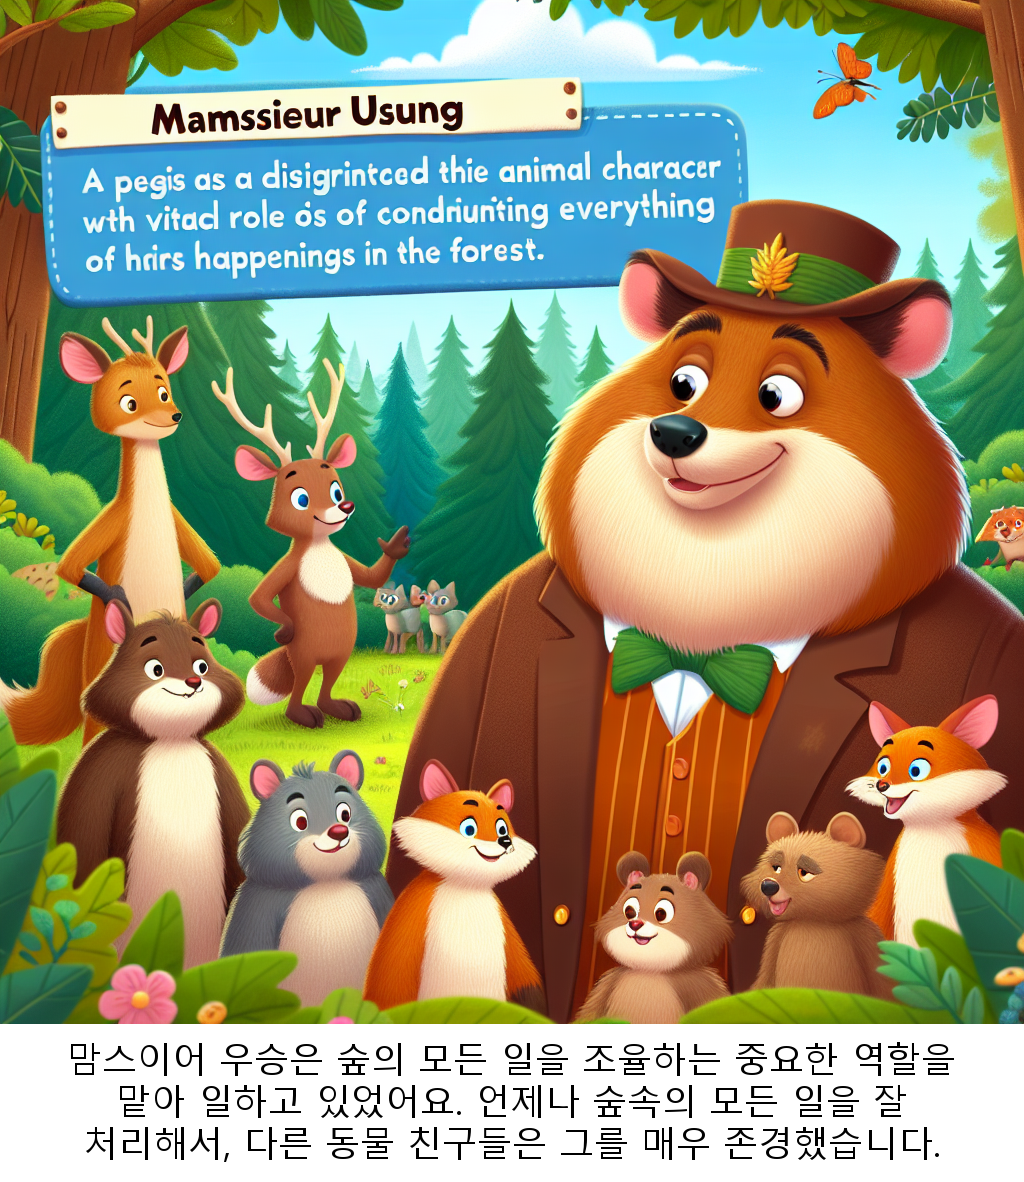 Mamssieur Usung
A pegis as a disigrintced thie animal characer
wth vitad role ós of condriuníting everything
of hrirs happenings in the forest.
맘스이어 우승은 숲의 모든 일을 조율하는 중요한 역할을
맡아 일하고 있었어요. 언제나 숲속의 모든 일을 잘
처리해서, 다른 동물 친구들은 그를 매우 존경했습니다.